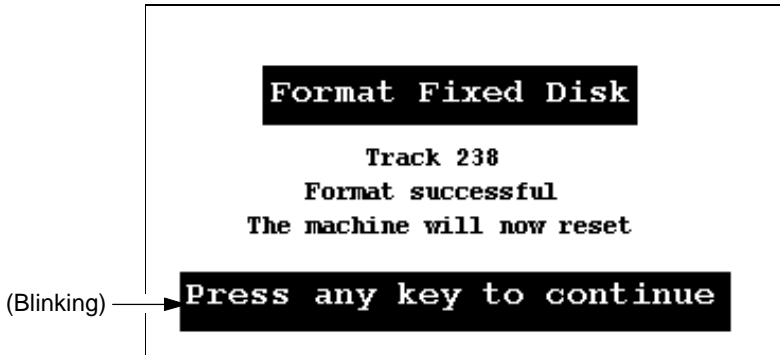 Format Fixed Disk
Track 238
Format successful
The machine will now reset
(Blinking)
Press any key to continue